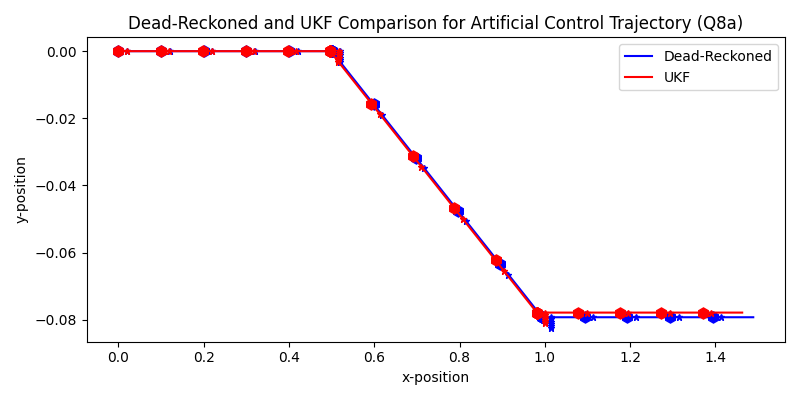 Dead-Reckoned and UKF Comparison for Artificial Control Trajectory (Q8a)
Dead-Reckoned
UKF
y-position
0.00
−0.02
−0.04
−0.06
−0.08
0.0 0.2 0.4 0.6 0.8 1.0 1.2 1.4
x-position